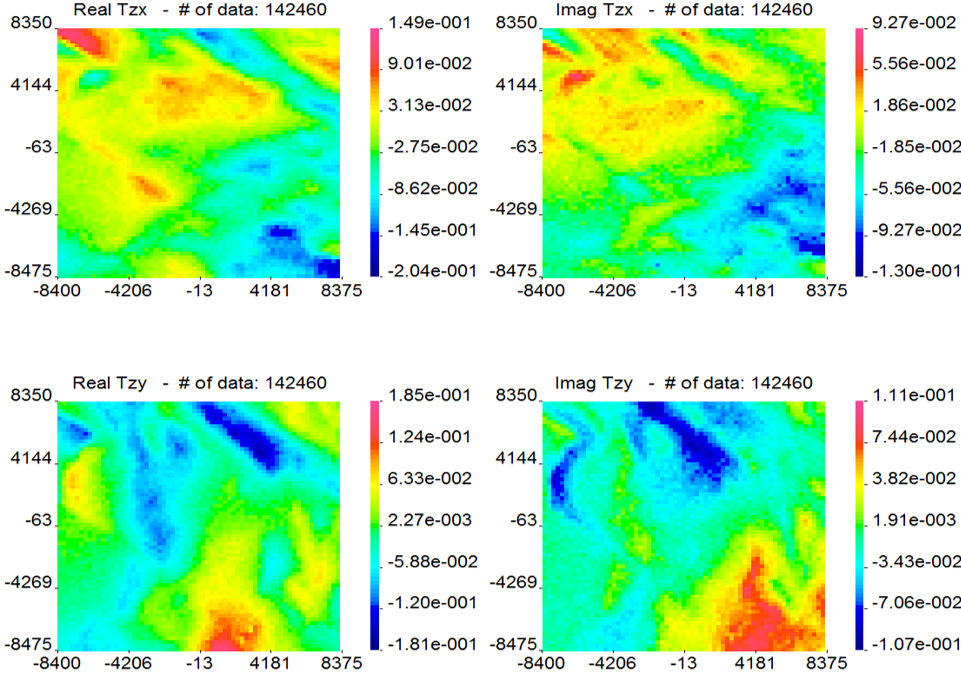 Real Tzx - # of data: 142460
8350
4144
-63
-4269
-8475
-8400 -4206 -13 4181 8375
1.49e-001
9.01e-002
3.13e-002
-2.75e-002
-8.62e-002
-1.45e-001
-2.04e-001
Imag Tzx - # of data: 142460
8350
4144
-63
-4269
-8475
-8400 -4206 -13 4181 8375
9.27e-002
5.56e-002
1.86e-002
-1.85e-002
-5.56e-002
-9.27e-002
-1.30e-001
Real Tzy - # of data: 142460
8350
4144
-63
-4269
-8475
-8400 -4206 -13 4181 8375
1.85e-001
1.24e-001
6.33e-002
2.27e-003
-5.88e-002
-1.20e-001
-1.81e-001
Imag Tzy - # of data: 142460
8350
4144
-63
-4269
-8475
-8400 -4206 -13 4181 8375
1.11e-001
7.44e-002
3.82e-002
1.91e-003
-3.43e-002
-7.06e-002
-1.07e-001